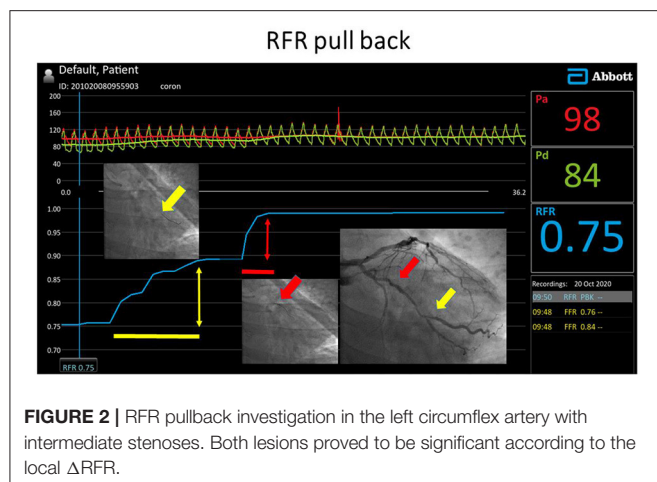 RFR pull back
Default, Patient
ID: 201020080955903 coron
Abbott
200
160
120
80
40
0
0.0 36.2
1.00
0.95
0.90
0.85
0.80
0.75
0.70
RFR 0.75
Pa
98
Pd
84
RFR
0.75
Recordings: 20 Oct 2020
09:50 RFR PBK --
09:48 FFR 0.76 --
09:48 FFR 0.84 --
FIGURE 2 | RFR pullback investigation in the left circumflex artery with
intermediate stenoses. Both lesions proved to be significant according to the
local ΔRFR.